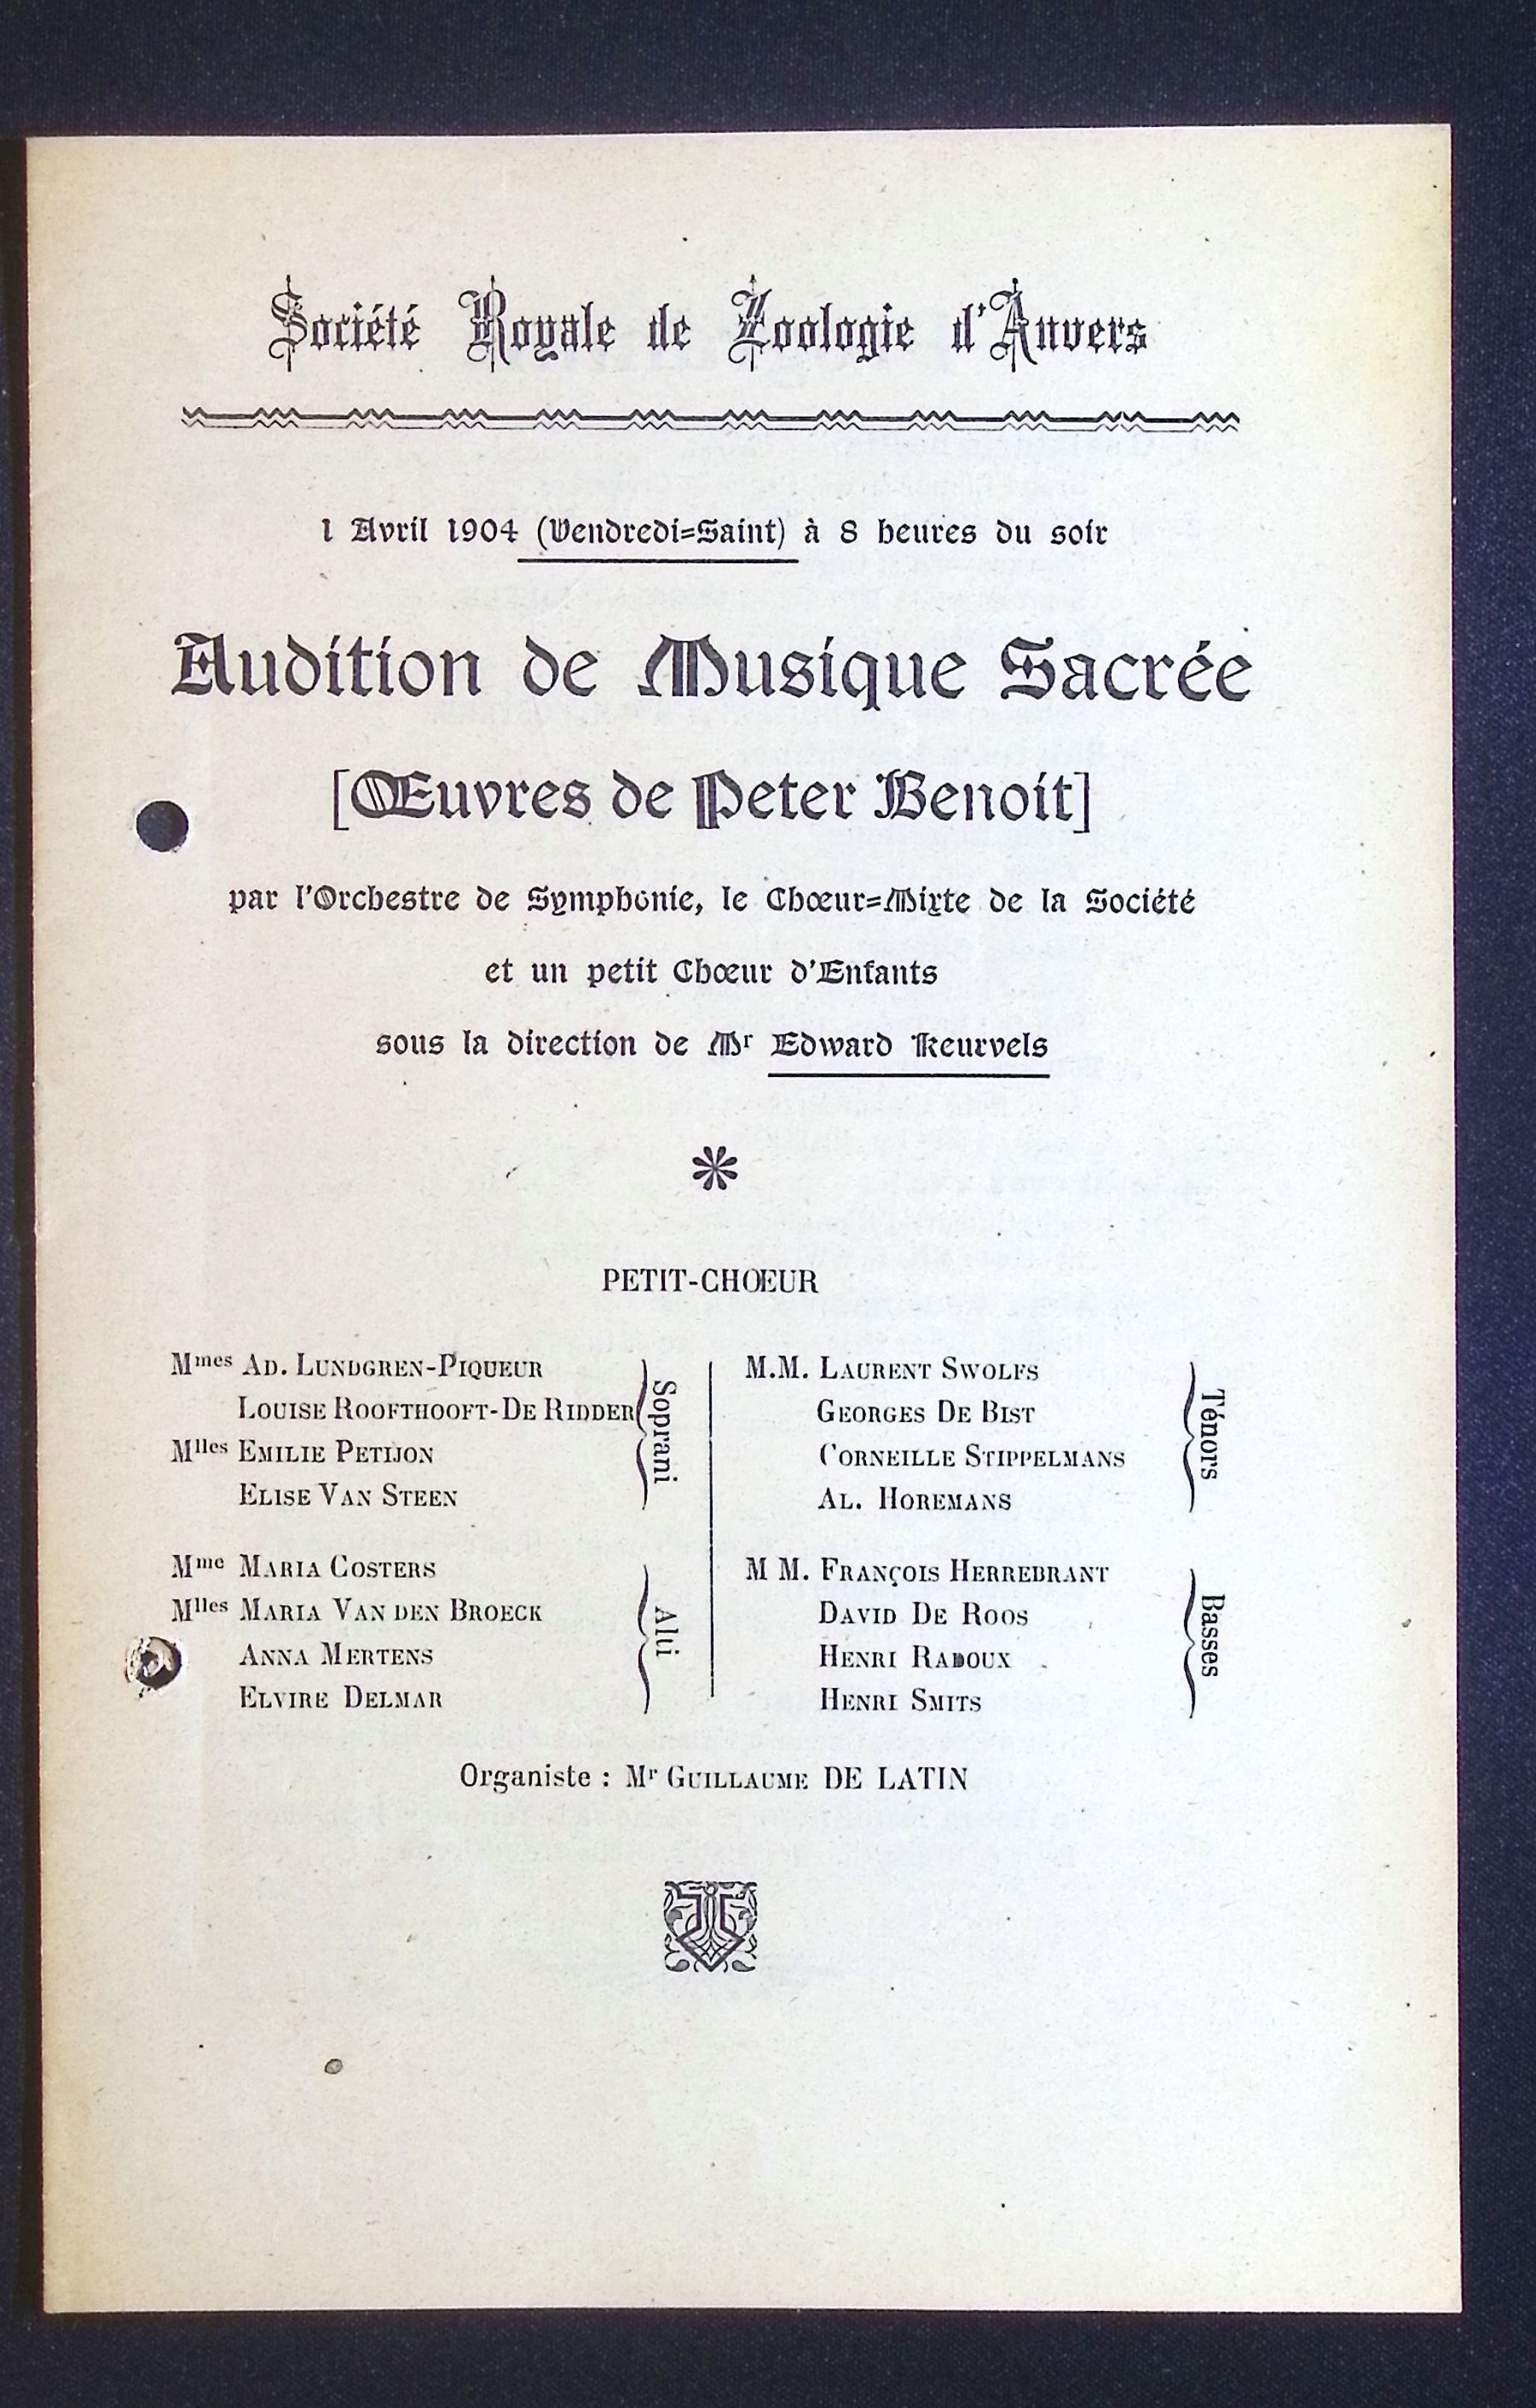 Société Royale de Zoologie d'Anvers
1 Avril 1904 (Vendredi=Saint) à 8 heures du soir
Audition de Musique Sacrée
[Œuvres de Peter Benoit]
par l'Orchestre de Symphonie, le Chœur=Mixte de la Société
et un petit Chœur d'Enfants
sous la direction de Mr Edward Keurvels
PETIT-CHŒUR
Mmes AD. LUNDGREN-PIQUEUR
LOUISE ROOFTHOOFT-DE RIDDER
Mlles EMILIE PETIJON
ELISE VAN STEEN
Soprani
Mme MARIA COSTERS
Mlles MARIA VAN DEN BROECK
ANNA MERTENS
ELVIRE DELMAR
Alti
M.M. LAURENT SWOLFS
GEORGES DE BIST
CORNEILLE STIPPELMANS
AL. HOREMANS
Ténors
M M. FRANÇOIS HERREBRANT
DAVID DE ROOS
HENRI RADOUX
HENRI SMITS
Basses
Organiste : Mr GUILLAUME DE LATIN